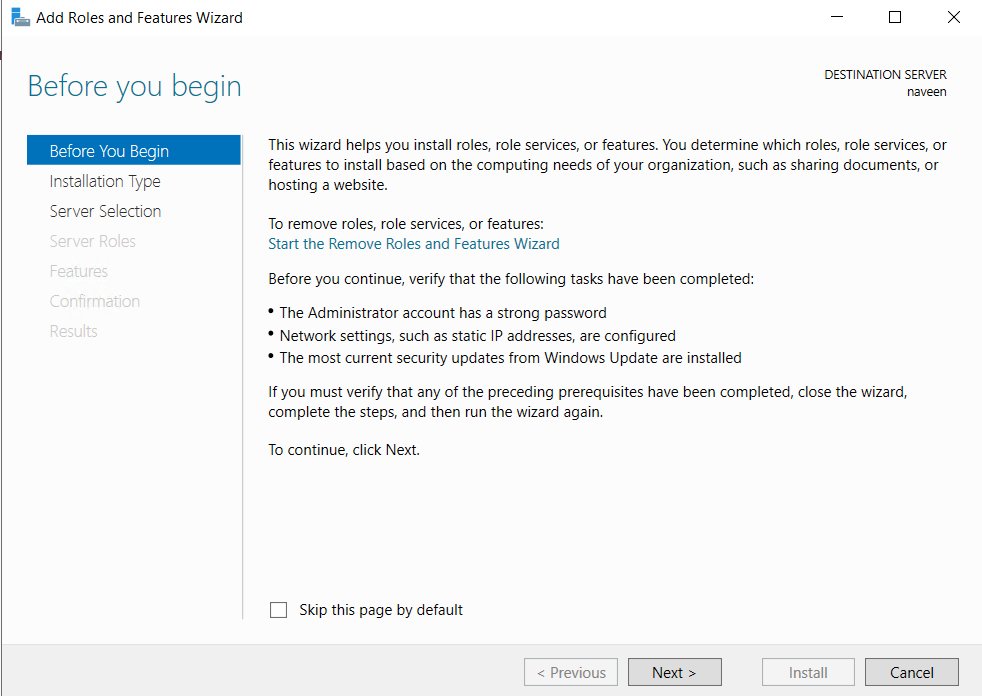 Add Roles and Features Wizard
Before you begin
DESTINATION SERVER
naveen
Before You Begin
Installation Type
Server Selection
Server Roles
Features
Confirmation
Results
This wizard helps you install roles, role services, or features. You determine which roles, role services, or
features to install based on the computing needs of your organization, such as sharing documents, or
hosting a website.
To remove roles, role services, or features:
Start the Remove Roles and Features Wizard
Before you continue, verify that the following tasks have been completed:
• The Administrator account has a strong password
• Network settings, such as static IP addresses, are configured
• The most current security updates from Windows Update are installed
If you must verify that any of the preceding prerequisites have been completed, close the wizard,
complete the steps, and then run the wizard again.
To continue, click Next.
Skip this page by default
< Previous
Next >
Install
Cancel